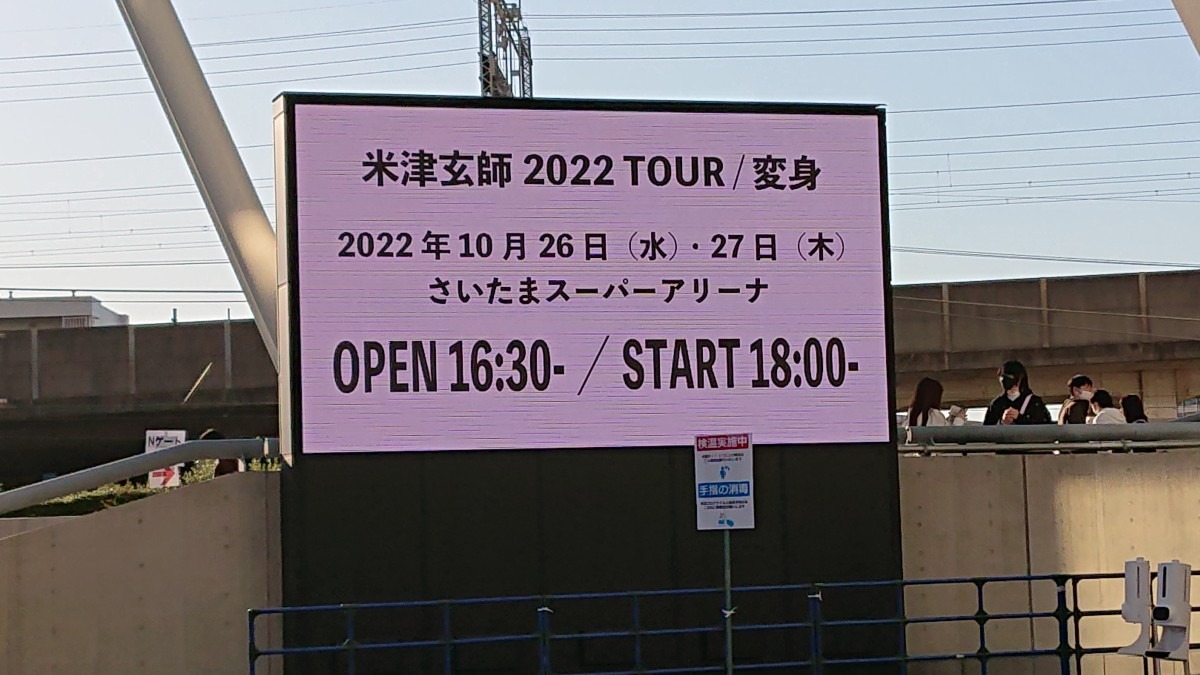 米津玄師 2022 TOUR / 変身
2022 年 10 月 26 日（水）・27 日（木）
さいたまスーパーアリーナ
OPEN 16:30- / START 18:00-
Nゲート
検温実施中
手指の消毒